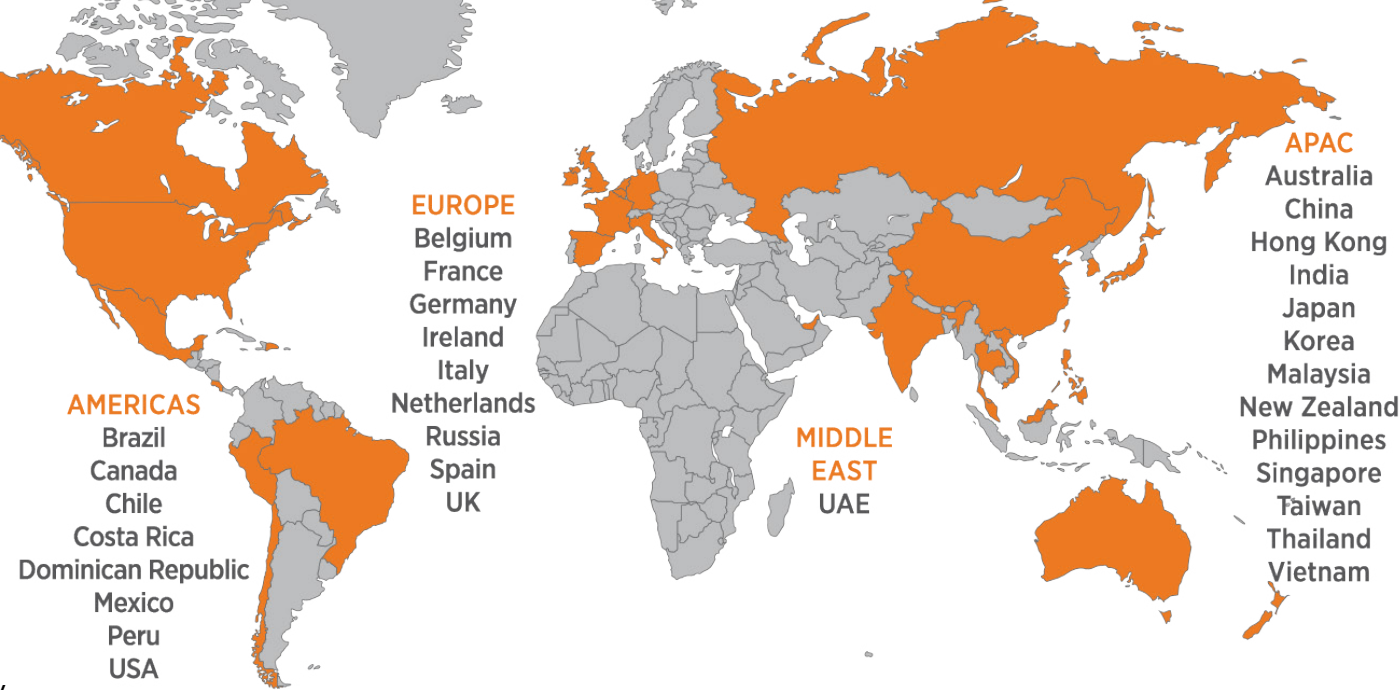 AMERICAS
Brazil
Canada
Chile
Costa Rica
Dominican Republic
Mexico
Peru
USA
EUROPE
Belgium
France
Germany
Ireland
Italy
Netherlands
Russia
Spain
UK
MIDDLE
EAST
UAE
APAC
Australia
China
Hong Kong
India
Japan
Korea
Malaysia
New Zealand
Philippines
Singapore
Taiwan
Thailand
Vietnam